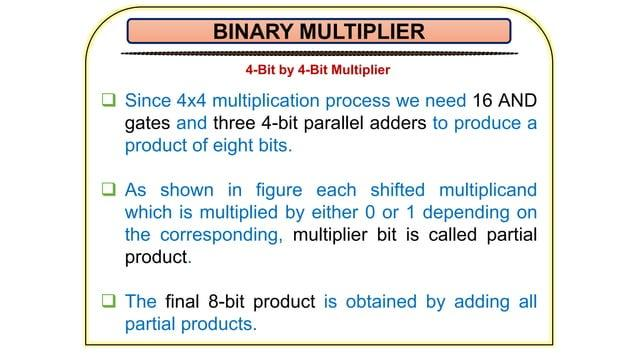 BINARY MULTIPLIER
4-Bit by 4-Bit Multiplier
Since 4x4 multiplication process we need 16 AND
gates and three 4-bit parallel adders to produce a
product of eight bits.
As shown in figure each shifted multiplicand
which is multiplied by either 0 or 1 depending on
the corresponding, multiplier bit is called partial
product.
The final 8-bit product is obtained by adding all
partial products.